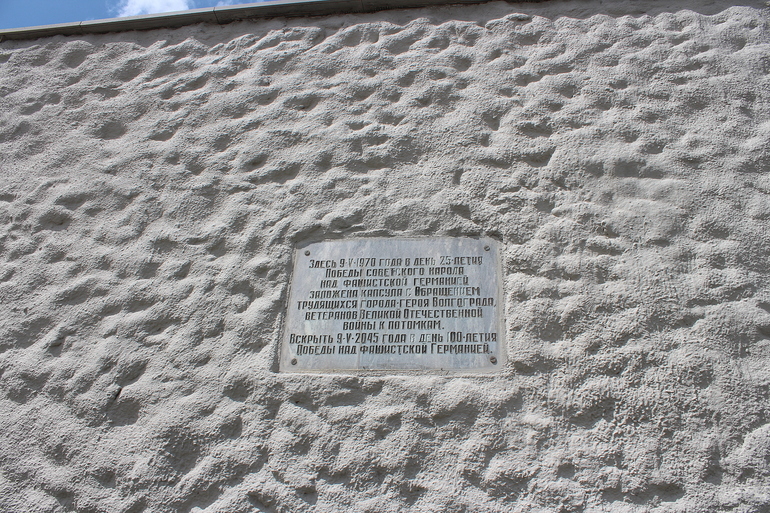 Здесь 9-V-1970 года в день 25-летия
Победы советского народа
над фашистской Германией
заложена капсула с Обращением
трудящихся города-героя Волгограда,
ветеранов Великой Отечественной
войны к потомкам.
Вскрыть 9-V-2045 года в день 100-летия
Победы над фашистской Германией.